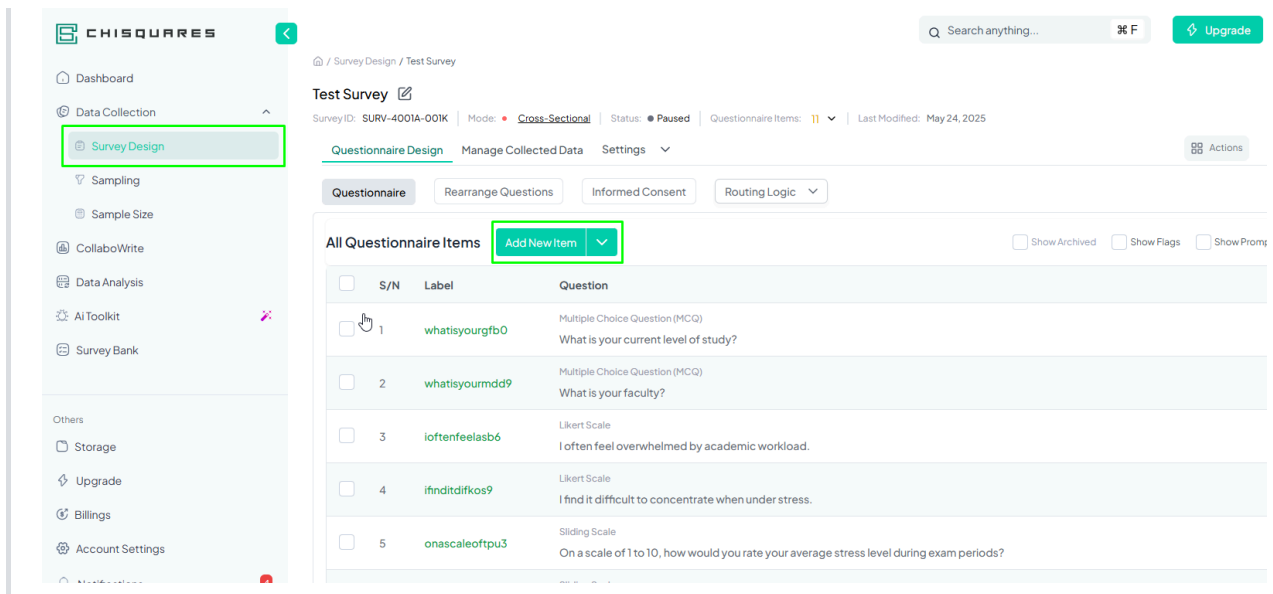 CHISQUARES
Search anything...
⌘ F
Upgrade
Dashboard
Data Collection
Survey Design
Sampling
Sample Size
CollaboWrite
Data Analysis
Ai Toolkit
Survey Bank
Others
Storage
Upgrade
Billings
Account Settings
/ Survey Design / Test Survey
Test Survey
Survey ID: SURV-4001A-001K Mode: Cross-Sectional Status: Paused Questionnaire Items: 11 Last Modified: May 24, 2025
Questionnaire Design Manage Collected Data Settings
Actions
Questionnaire Rearrange Questions Informed Consent Routing Logic
All Questionnaire Items Add New Item Show Archived Show Flags Show Promp
S/N Label Question
Multiple Choice Question (MCQ)
1 whatisyourgfb0 What is your current level of study?
Multiple Choice Question (MCQ)
2 whatisyourmdd9 What is your faculty?
Likert Scale
3 ioftenfeelasb6 I often feel overwhelmed by academic workload.
Likert Scale
4 ifinditdifkos9 I find it difficult to concentrate when under stress.
Sliding Scale
5 onascaleoftpu3 On a scale of 1 to 10, how would you rate your average stress level during exam periods?